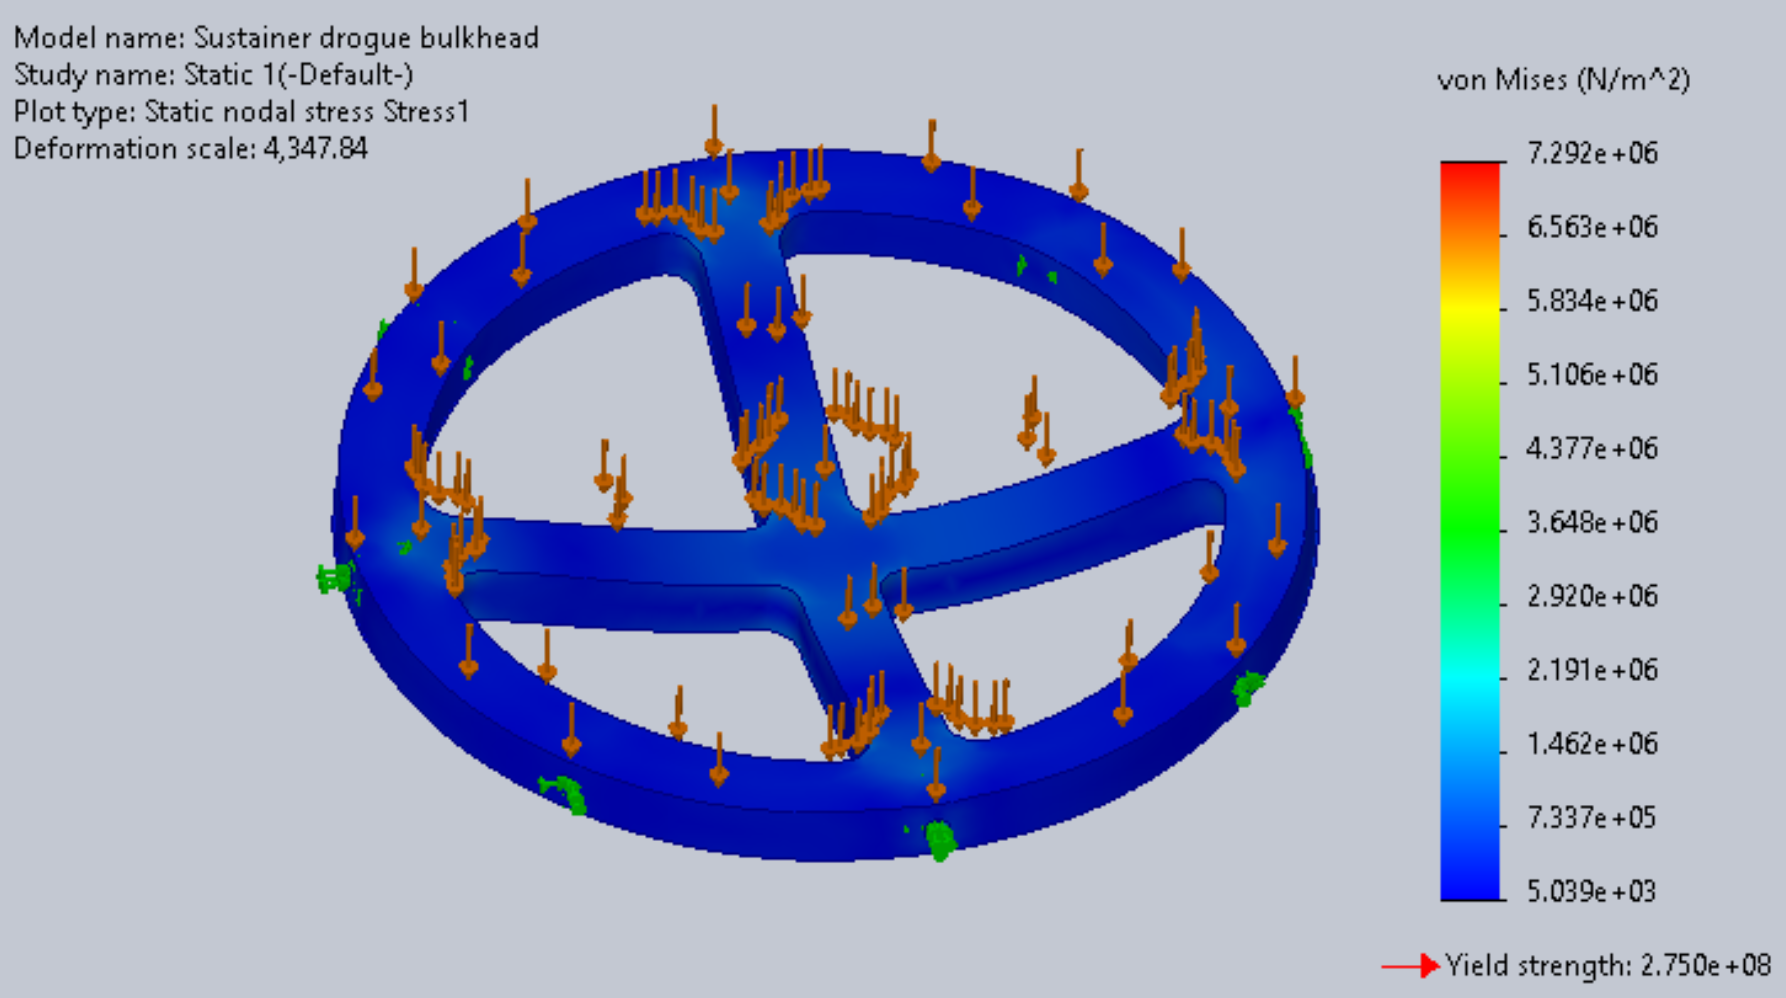 Model name: Sustainer drogue bulkhead
Study name: Static 1(-Default-)
Plot type: Static nodal stress Stress1
Deformation scale: 4,347.84
von Mises (N/m^2)
7.292e+06
6.563e+06
5.834e+06
5.106e+06
4.377e+06
3.648e+06
2.920e+06
2.191e+06
1.462e+06
7.337e+05
5.039e+03
Yield strength: 2.750e+08